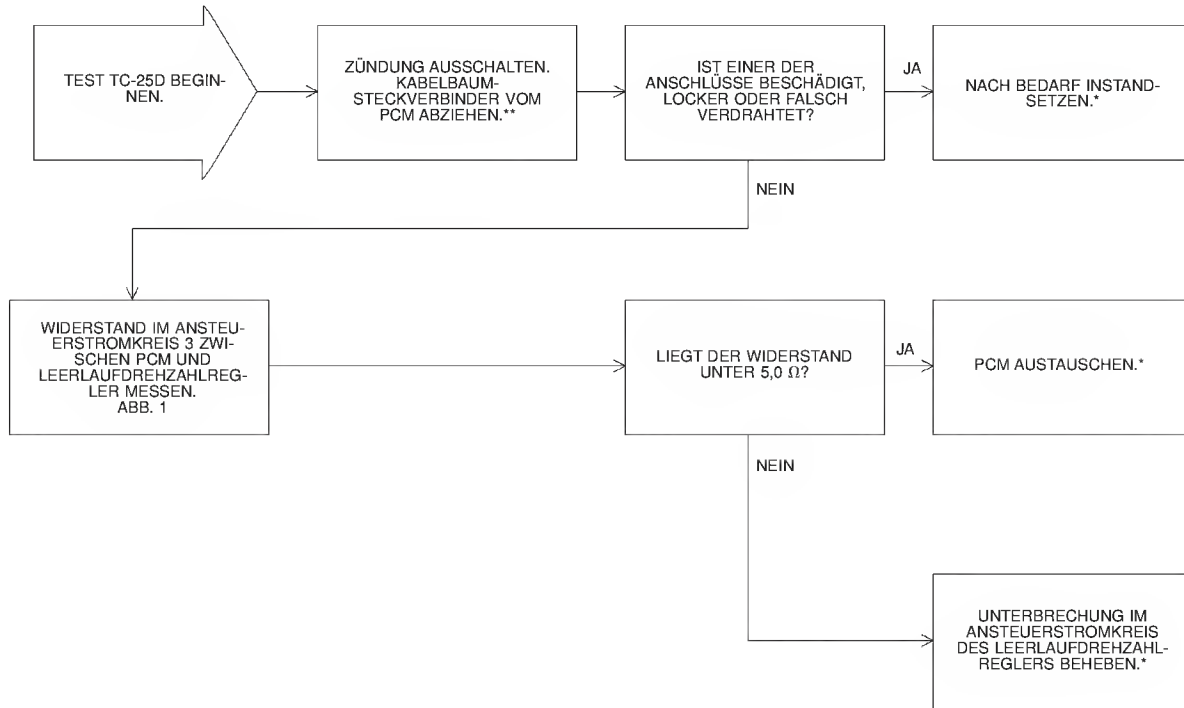 TEST TC-25D BEGIN-
NEN.
ZÜNDUNG AUSSCHALTEN.
KABELBAUM-
STECKVERBINDER VOM
PCM ABZIEHEN.**
IST EINER DER
ANSCHLÜSSE BESCHÄDIGT,
LOCKER ODER FALSCH
VERDRAHTET?
JA
NACH BEDARF INSTAND-
SETZEN.*
NEIN
WIDERSTAND IM ANSTEU-
ERSTROMKREIS 3 ZWI-
SCHEN PCM UND
LEERLAUFDREHZAHLREG-
LER MESSEN.
ABB. 1
LIEGT DER WIDERSTAND
UNTER 5,0 Ω?
JA
PCM AUSTAUSCHEN.*
NEIN
UNTERBRECHUNG IM
ANSTEUERSTROMKREIS
DES LEERLAUFDREHZAHL-
REGLERS BEHEBEN.*